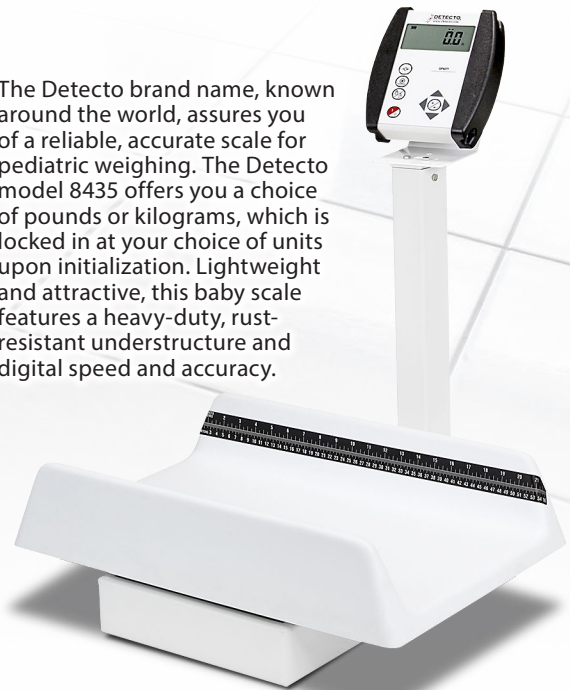 DETECTO
0.0
The Detecto brand name, known
around the world, assures you
of a reliable, accurate scale for
pediatric weighing. The Detecto
model 8435 offers you a choice
of pounds or kilograms, which is
locked in at your choice of units
upon initialization. Lightweight
and attractive, this baby scale
features a heavy-duty, rust-
resistant understructure and
digital speed and accuracy.